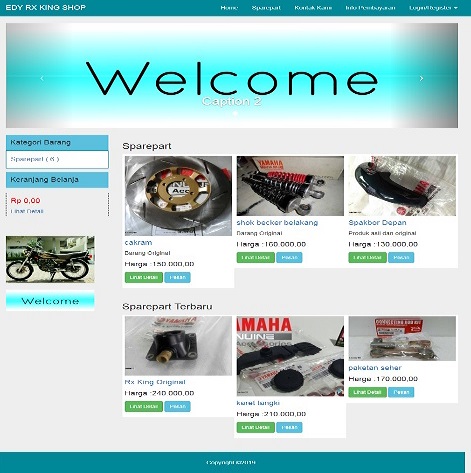 EDY RX KING SHOP
Home Sparepart Kontak Kami Info Pembayaran Login/Register
Welcome
Caption 2
Kategori Barang
Sparepart ( 6 )
Keranjang Belanja
Rp 0,00
Lihat Detail
Welcome
Sparepart
cakram
Barang Original
Harga :150.000,00
Lihat Detail Pesan
YAMAHA
shok becker belakang
Barang Original
Harga :160.000,00
Lihat Detail Pesan
Spakbor Depan
Produk asli dan original
Harga :130.000,00
Lihat Detail Pesan
Sparepart Terbaru
Rx King Original
Harga :240.000,00
Lihat Detail Pesan
YAMAHA
karet tangki
Harga :210.000,00
Lihat Detail Pesan
paketan seher
Harga :170.000,00
Lihat Detail Pesan
Copyright ©2019